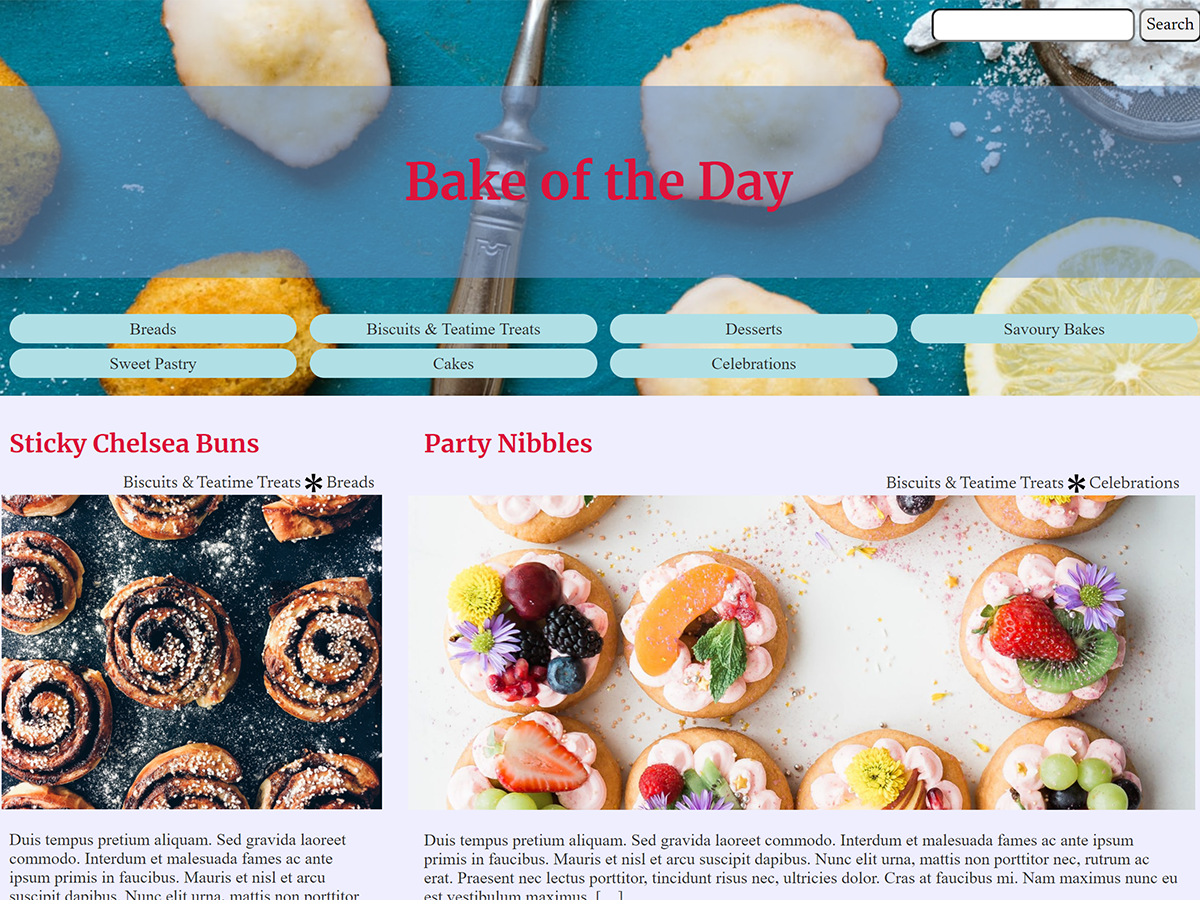 Search
Bake of the Day
Breads
Biscuits & Teatime Treats
Desserts
Savoury Bakes
Sweet Pastry
Cakes
Celebrations
Sticky Chelsea Buns
Biscuits & Teatime Treats * Breads
Duis tempus pretium aliquam. Sed gravida laoreet
commodo. Interdum et malesuada fames ac ante
ipsum primis in faucibus. Mauris et nisl et arcu
suscipit dapibus. Nunc elit urna, mattis non porttitor
Party Nibbles
Biscuits & Teatime Treats * Celebrations
Duis tempus pretium aliquam. Sed gravida laoreet commodo. Interdum et malesuada fames ac ante ipsum
primis in faucibus. Mauris et nisl et arcu suscipit dapibus. Nunc elit urna, mattis non porttitor nec, rutrum ac
erat. Praesent nec lectus porttitor, tincidunt risus nec, ultricies dolor. Cras at faucibus mi. Nam maximus nunc eu
est vestibulum maximus. […]